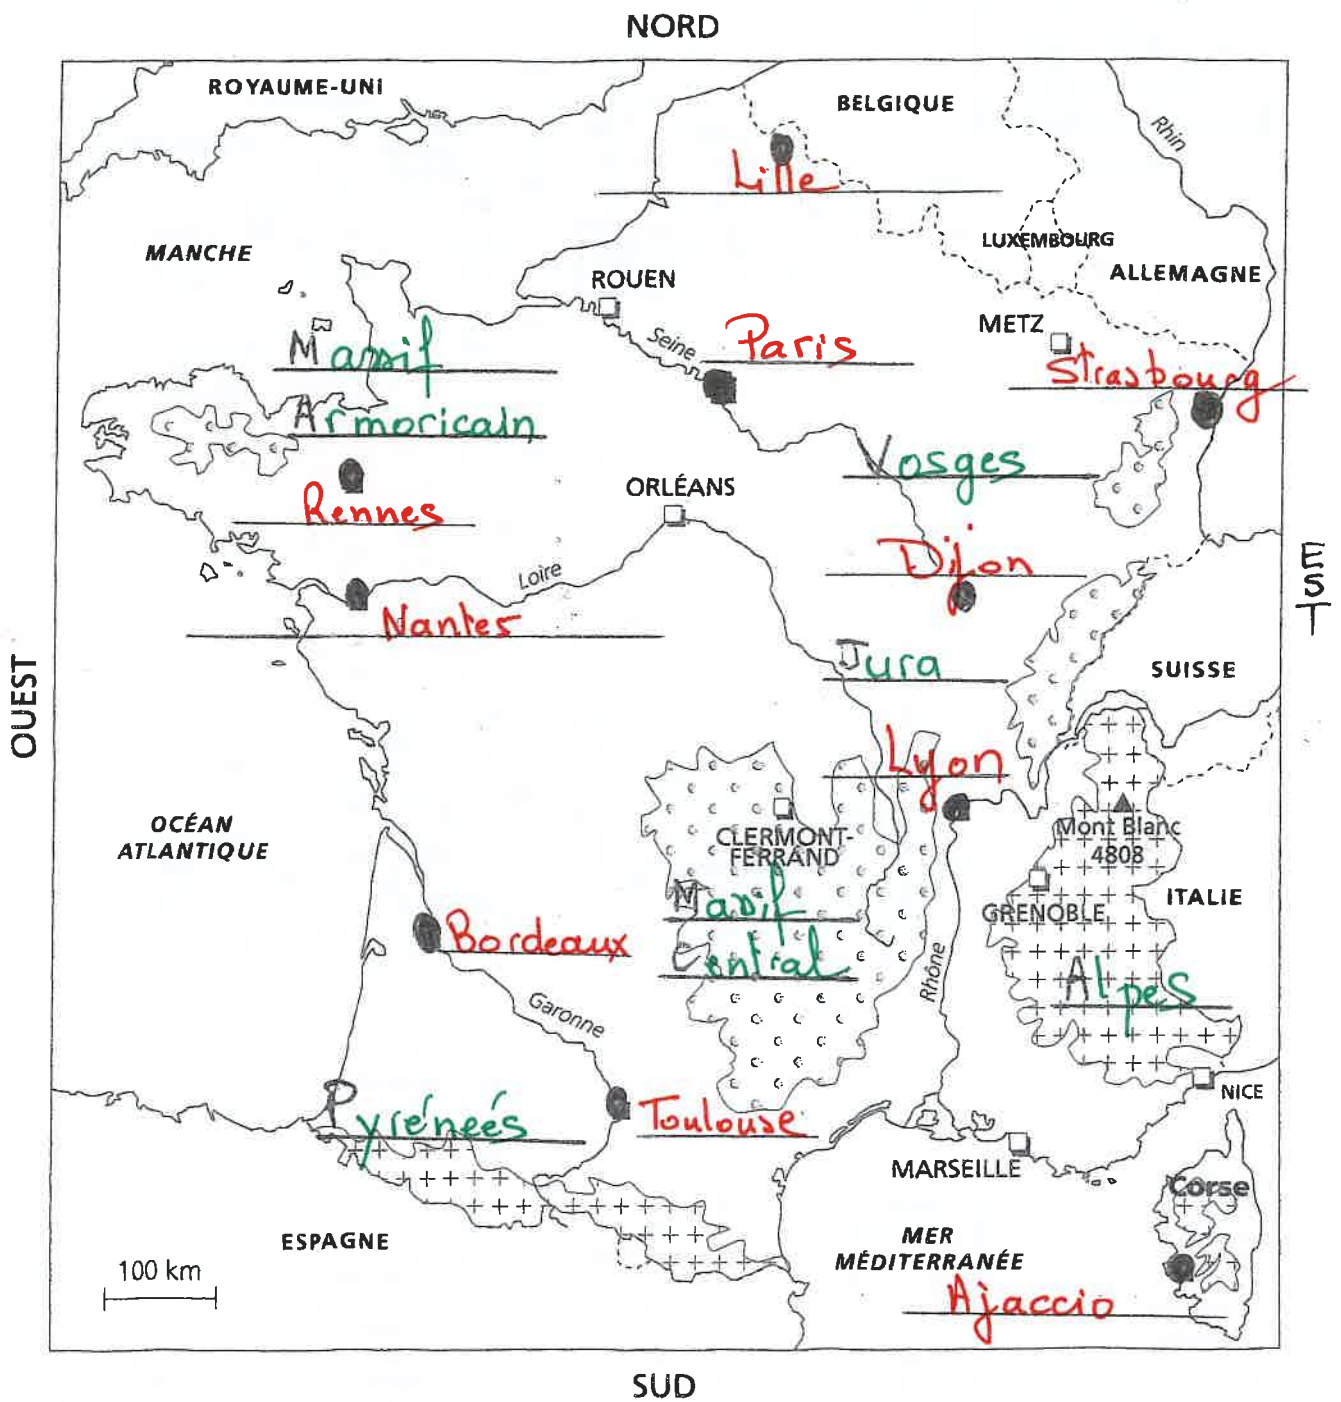 NORD
ROYAUME-UNI
BELGIQUE
Rhin
Lille
MANCHE
LUXEMBOURG
ALLEMAGNE
ROUEN
METZ
Seine
Paris
Massif
Strasbourg
Armoricain
Vosges
ORLÉANS
Rennes
Dijon
EST
Loire
Nantes
Jura
SUISSE
OUEST
Lyon
OCÉAN
ATLANTIQUE
CLERMONT-
FERRAND
Mont Blanc
4808
Massif
ITALIE
GRENOBLE
Bordeaux
Central
Rhône
Alpes
Garonne
NICE
Pyrénéés
Toulouse
MARSEILLE
Corse
ESPAGNE
MER
MÉDITERRANÉE
100 km
Ajaccio
SUD